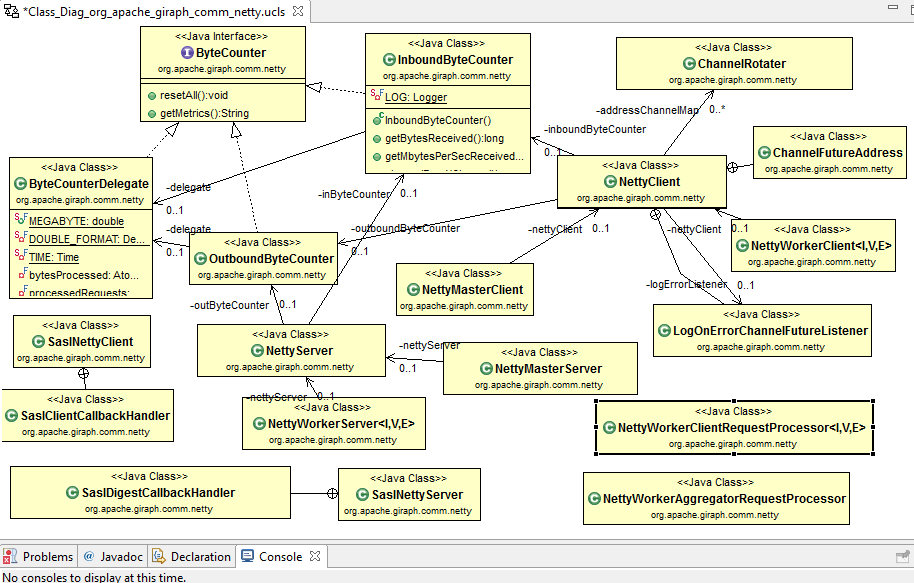 *Class_Diag_org_apache_giraph_comm_netty.ucls
<<Java Interface>>
ByteCounter
org.apache.giraph.comm.netty
resetAll():void
getMetrics():String
<<Java Class>>
InboundByteCounter
org.apache.giraph.comm.netty
LOG: Logger
InboundByteCounter()
getBytesReceived():long
getMbytesPerSecReceived...
<<Java Class>>
ChannelRotater
org.apache.giraph.comm.netty
-addressChannelMap
0..*
-inboundByteCounter
0..1
<<Java Class>>
ChannelFutureAddress
org.apache.giraph.comm.netty
<<Java Class>>
ByteCounterDelegate
org.apache.giraph.comm.netty
MEGABYTE: double
DOUBLE_FORMAT: De...
TIME: Time
bytesProcessed: Ato...
processedRequests:
-delegate
0..1
-delegate
0..1
-inByteCounter
0..1
<<Java Class>>
NettyClient
org.apache.giraph.comm.netty
-outboundByteCounter
0..1
-nettyClient
0..1
-nettyClient
0..1
<<Java Class>>
OutboundByteCounter
org.apache.giraph.comm.netty
<<Java Class>>
NettyWorkerClient<I,V,E>
org.apache.giraph.comm.netty
<<Java Class>>
NettyMasterClient
org.apache.giraph.comm.netty
-logErrorListener
0..1
-outByteCounter
0..1
<<Java Class>>
LogOnErrorChannelFutureListener
org.apache.giraph.comm.netty
<<Java Class>>
SaslNettyClient
org.apache.giraph.comm.netty
<<Java Class>>
NettyServer
org.apache.giraph.comm.netty
-nettyServer
0..1
<<Java Class>>
NettyMasterServer
org.apache.giraph.comm.netty
<<Java Class>>
SaslClientCallbackHandler
org.apache.giraph.comm.netty
-nettyServer
0..1
<<Java Class>>
NettyWorkerServer<I,V,E>
org.apache.giraph.comm.netty
<<Java Class>>
NettyWorkerClientRequestProcessor<I,V,E>
org.apache.giraph.comm.netty
<<Java Class>>
SaslDigestCallbackHandler
org.apache.giraph.comm.netty
<<Java Class>>
SaslNettyServer
org.apache.giraph.comm.netty
<<Java Class>>
NettyWorkerAggregatorRequestProcessor
org.apache.giraph.comm.netty
Problems
@ Javadoc
Declaration
Console
No consoles to display at this time.